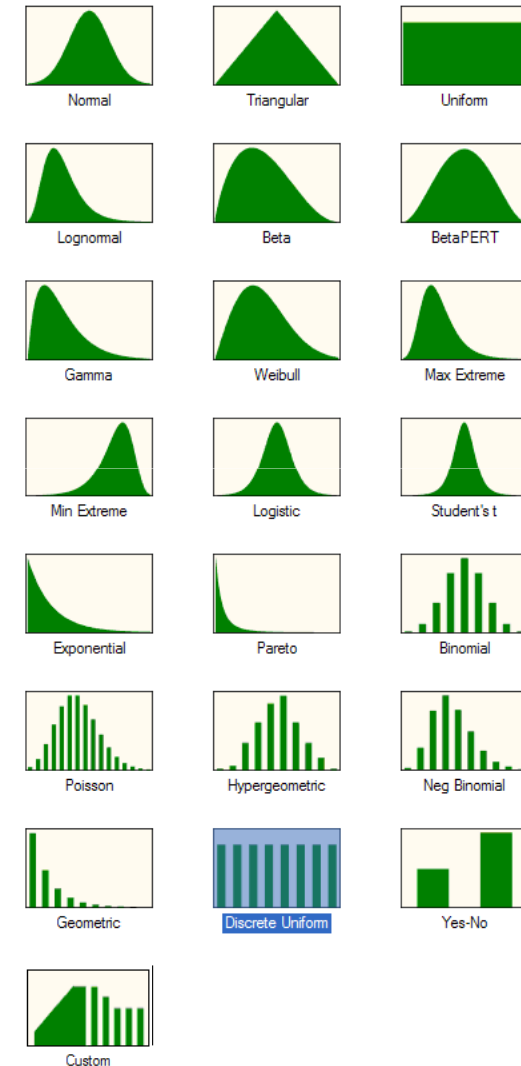 Normal
Triangular
Uniform
Lognormal
Beta
BetaPERT
Gamma
Weibull
Max Extreme
Min Extreme
Logistic
Student's t
Exponential
Pareto
Binomial
Poisson
Hypergeometric
Neg Binomial
Geometric
Discrete Uniform
Yes-No
Custom